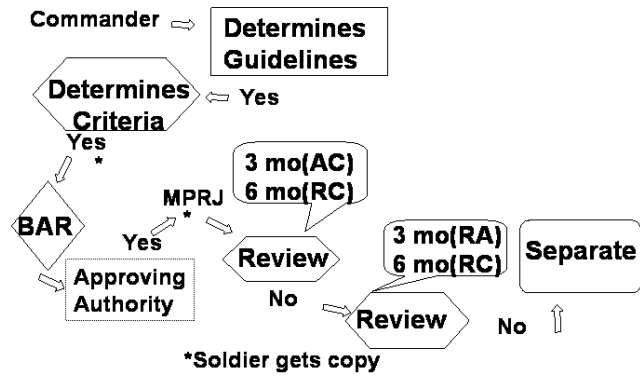 Commander
Determines
Guidelines
Determines
Criteria
Yes
Yes
*
BAR
Approving
Authority
Yes
MPRJ
*
3 mo(AC)
6 mo(RC)
Review
No
3 mo(RA)
6 mo(RC)
Review
No
Separate
*Soldier gets copy